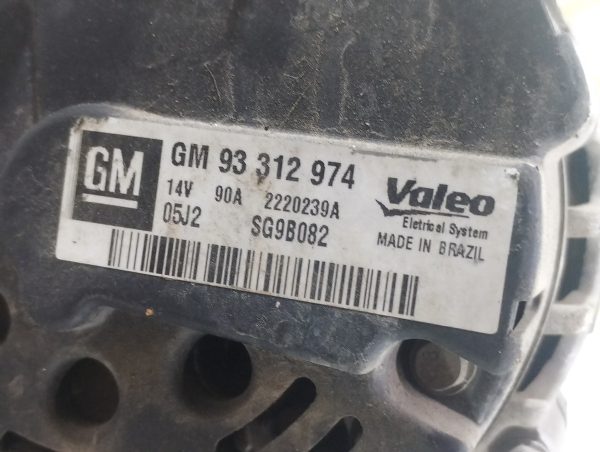 GM
GM 93 312 974
14V 90A 2220239A
05J2 SG9B082
Valeo
Eletrical System
MADE IN BRAZIL